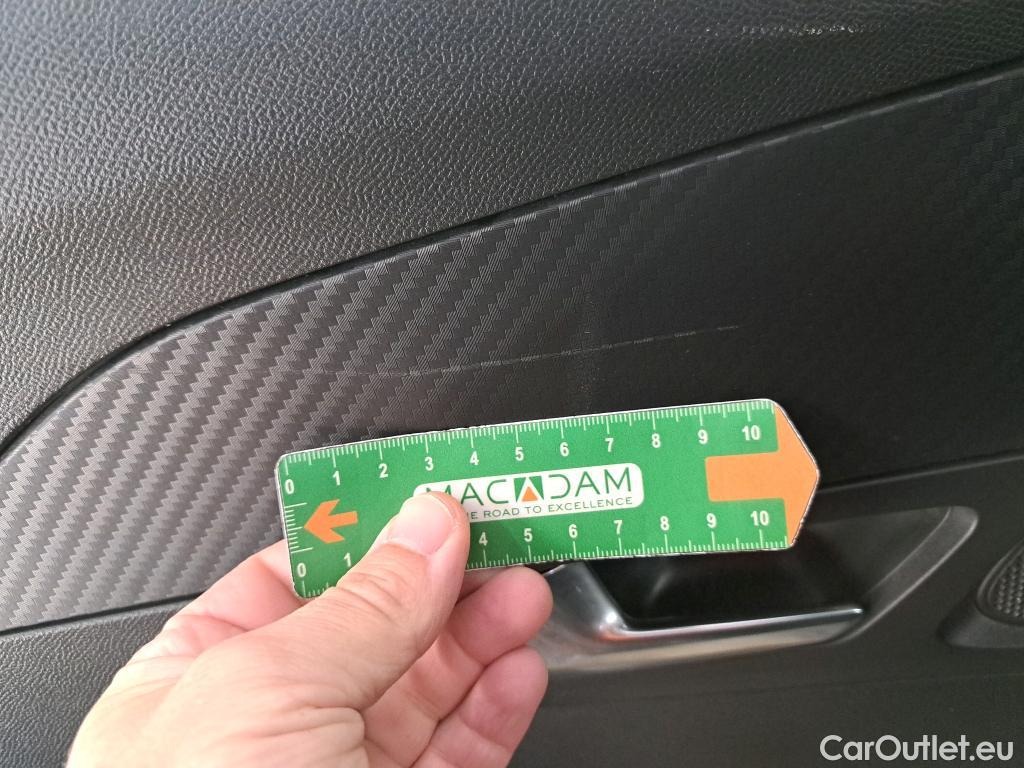 0 1 2 3 4 5 6 7 8 9 10
MACADAM
THE ROAD TO EXCELLENCE
0 1 4 5 6 7 8 9 10
CarOutlet.eu